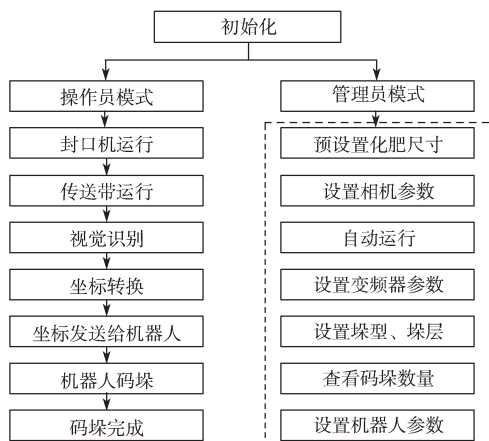 初始化
操作员模式
管理员模式
封口机运行
预设置化肥尺寸
传送带运行
设置相机参数
视觉识别
自动运行
坐标转换
设置变频器参数
坐标发送给机器人
设置垛型、垛层
机器人码垛
查看码垛数量
码垛完成
设置机器人参数